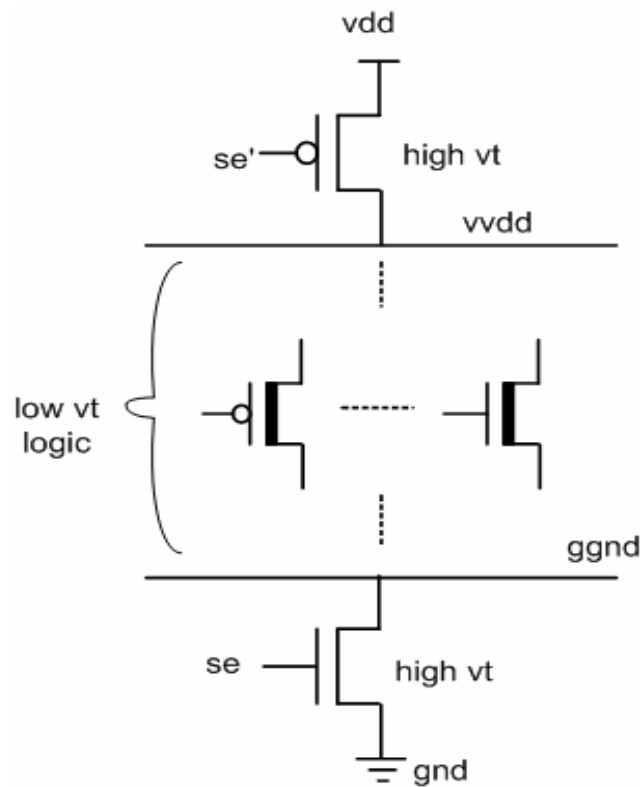 vdd
se'
high vt
vvdd
low vt
logic
ggnd
se
high vt
gnd